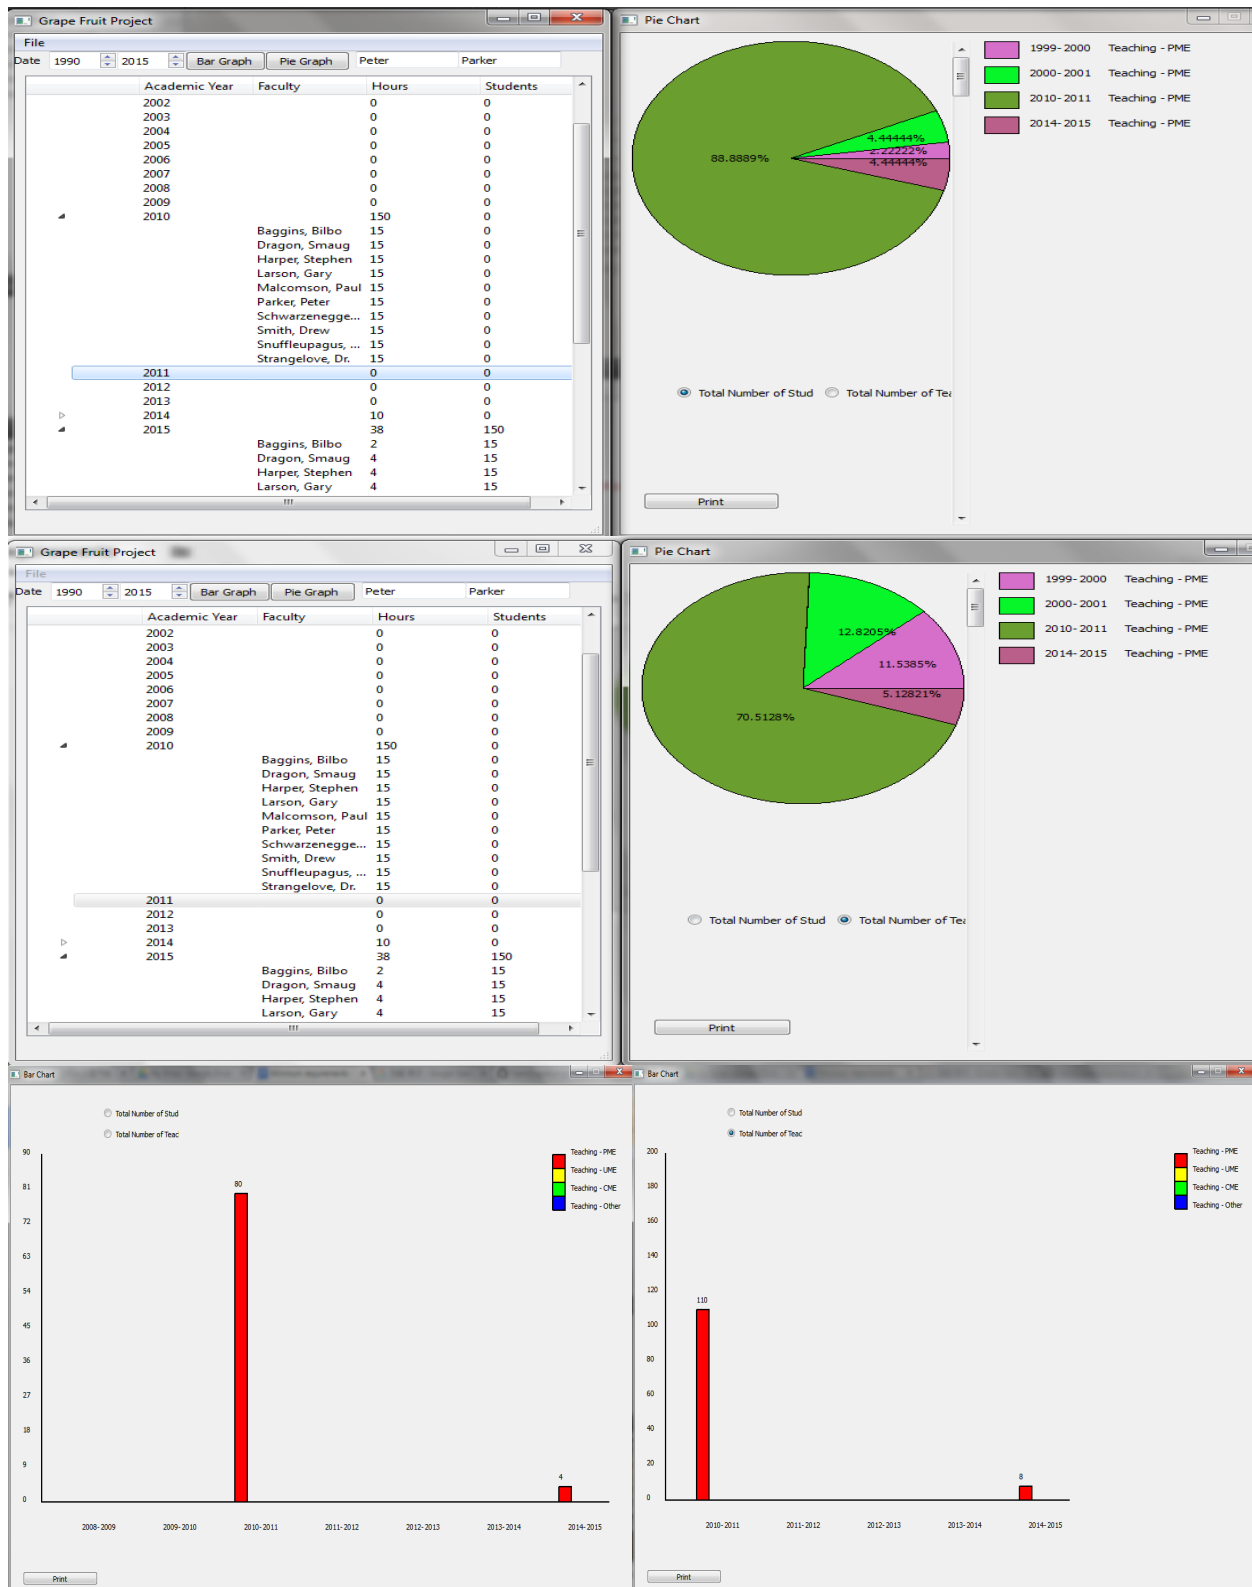 Grape Fruit Project
File
Date 1990 2015 Bar Graph Pie Graph Peter Parker
Academic Year Faculty Hours Students
2002 0 0
2003 0 0
2004 0 0
2005 0 0
2006 0 0
2007 0 0
2008 0 0
2009 0 0
2010 150 0
Baggins, Bilbo 15 0
Dragon, Smaug 15 0
Harper, Stephen 15 0
Larson, Gary 15 0
Malcomson, Paul 15 0
Parker, Peter 15 0
Schwarzenegge... 15 0
Smith, Drew 15 0
Snuffleupagus, ... 15 0
Strangelove, Dr. 15 0
2011 0 0
2012 0 0
2013 0 0
2014 10 0
2015 38 150
Baggins, Bilbo 2 15
Dragon, Smaug 4 15
Harper, Stephen 4 15
Larson, Gary 4 15
Pie Chart
1999-2000 Teaching - PME
2000-2001 Teaching - PME
2010-2011 Teaching - PME
2014-2015 Teaching - PME
4.44444%
2.22222%
88.8889%
4.44444%
Total Number of Stud Total Number of Tea
Print
Grape Fruit Project
File
Date 1990 2015 Bar Graph Pie Graph Peter Parker
Academic Year Faculty Hours Students
2002 0 0
2003 0 0
2004 0 0
2005 0 0
2006 0 0
2007 0 0
2008 0 0
2009 0 0
2010 150 0
Baggins, Bilbo 15 0
Dragon, Smaug 15 0
Harper, Stephen 15 0
Larson, Gary 15 0
Malcomson, Paul 15 0
Parker, Peter 15 0
Schwarzenegge... 15 0
Smith, Drew 15 0
Snuffleupagus, ... 15 0
Strangelove, Dr. 15 0
2011 0 0
2012 0 0
2013 0 0
2014 10 0
2015 38 150
Baggins, Bilbo 2 15
Dragon, Smaug 4 15
Harper, Stephen 4 15
Larson, Gary 4 15
Pie Chart
1999-2000 Teaching - PME
2000-2001 Teaching - PME
2010-2011 Teaching - PME
2014-2015 Teaching - PME
12.8205%
11.5385%
5.12821%
70.5128%
Total Number of Stud Total Number of Tea
Print
Bar Chart
Total Number of Stud
Total Number of Teac
Teaching - PME
Teaching - UME
Teaching - CME
Teaching - Other
90
81
72
63
54
45
36
27
18
9
0
80
4
2008-2009 2009-2010 2010-2011 2011-2012 2012-2013 2013-2014 2014-2015
Print
Bar Chart
Total Number of Stud
Total Number of Teac
Teaching - PME
Teaching - UME
Teaching - CME
Teaching - Other
200
180
160
140
120
100
80
60
40
20
0
110
8
2010-2011 2011-2012 2012-2013 2013-2014 2014-2015